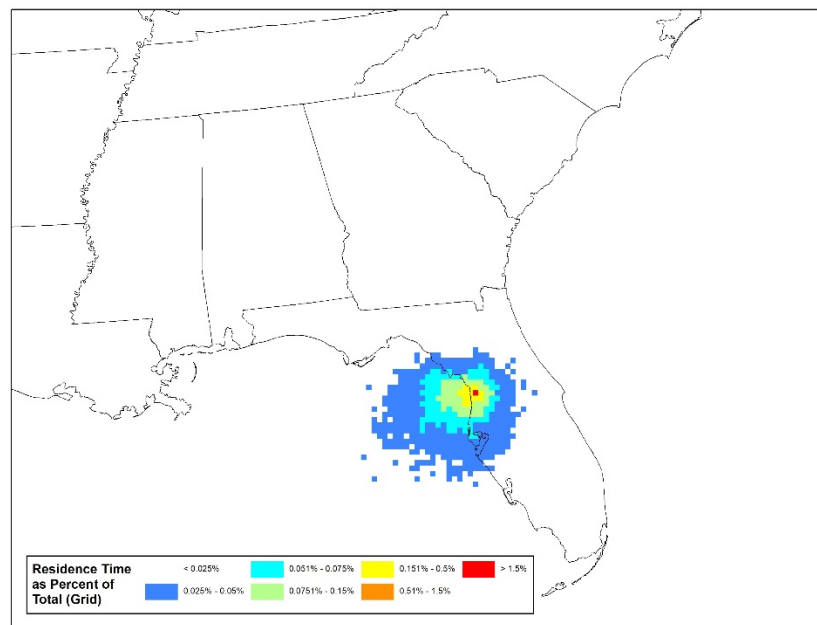 Residence Time
as Percent of
Total (Grid)
< 0.025%
0.051% - 0.075%
0.151% - 0.5%
> 1.5%
0.025% - 0.05%
0.0751% - 0.15%
0.51% - 1.5%